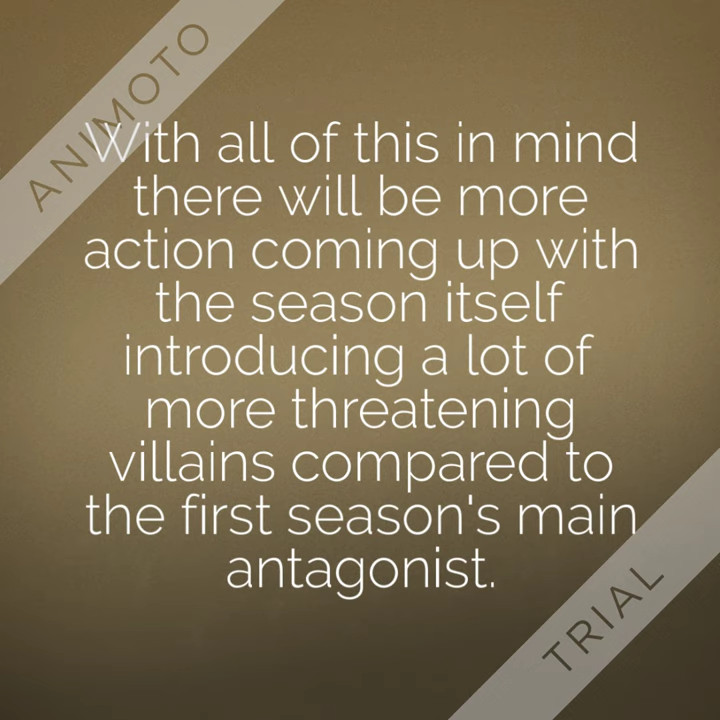 ANIMOTO
With all of this in mind
there will be more
action coming up with
the season itself
introducing a lot of
more threatening
villains compared to
the first season's main
antagonist.
TRIAL